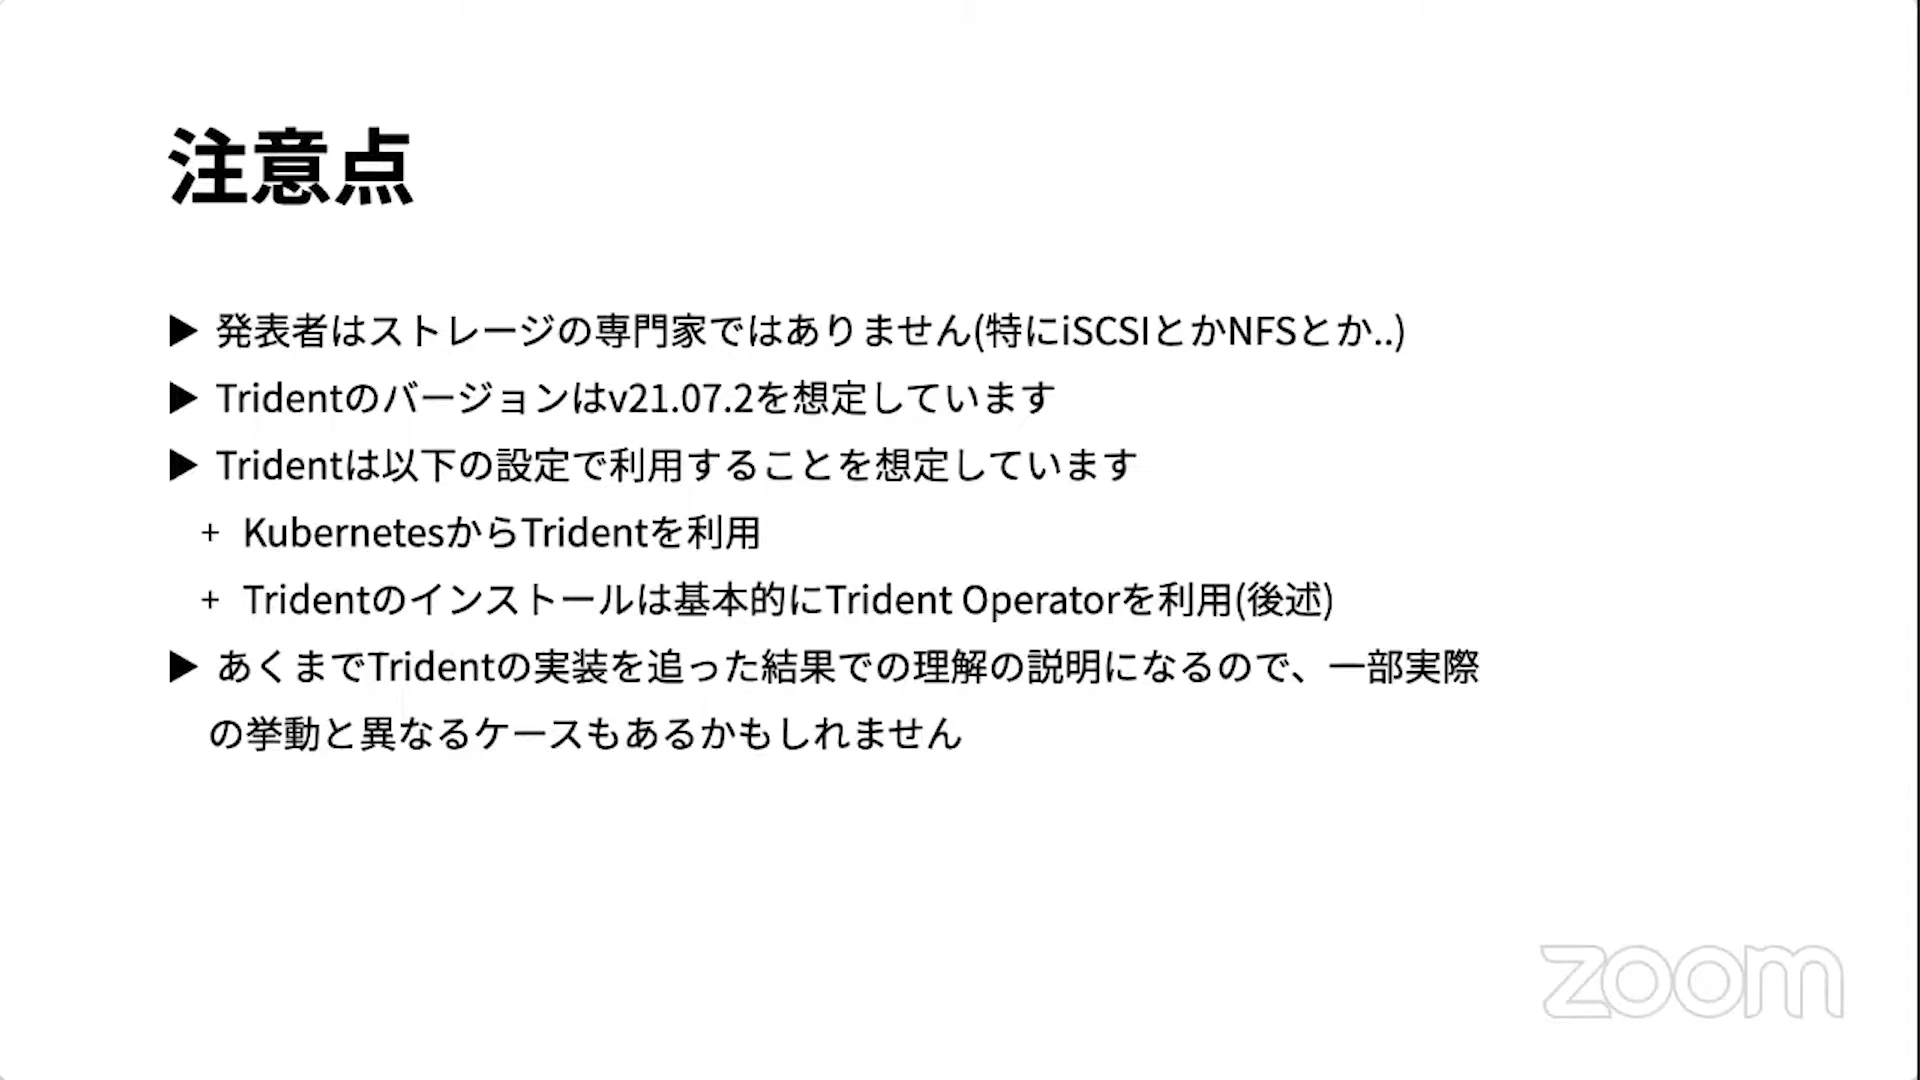 注意点
▶ 発表者はストレージの専門家ではありません(特にiSCSIとかNFSとか..)
▶ Tridentのバージョンはv21.07.2を想定しています
▶ Tridentは以下の設定で利用することを想定しています
+ KubernetesからTridentを利用
+ Tridentのインストールは基本的にTrident Operatorを利用(後述)
▶ あくまでTridentの実装を追った結果での理解の説明になるので、一部実際
の挙動と異なるケースもあるかもしれません
zoom